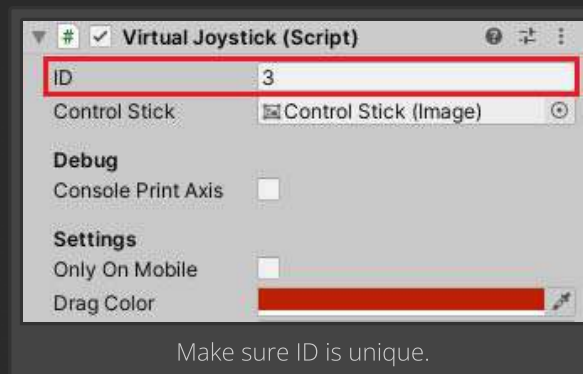 # Virtual Joystick (Script)
ID 3
Control Stick Control Stick (Image)
Debug
Console Print Axis
Settings
Only On Mobile
Drag Color
Make sure ID is unique.